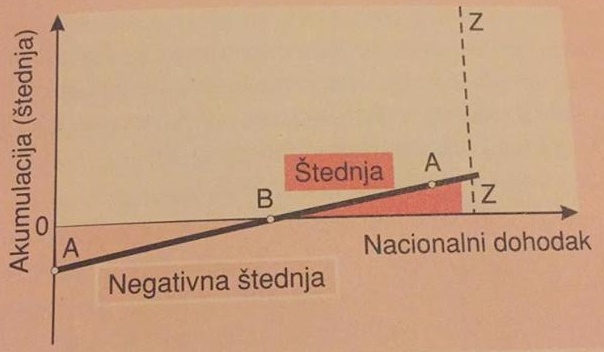 Akumulacija (štednja)
Z
Štednja
A
B
Z
0
A
Nacionalni dohodak
Negativna štednja